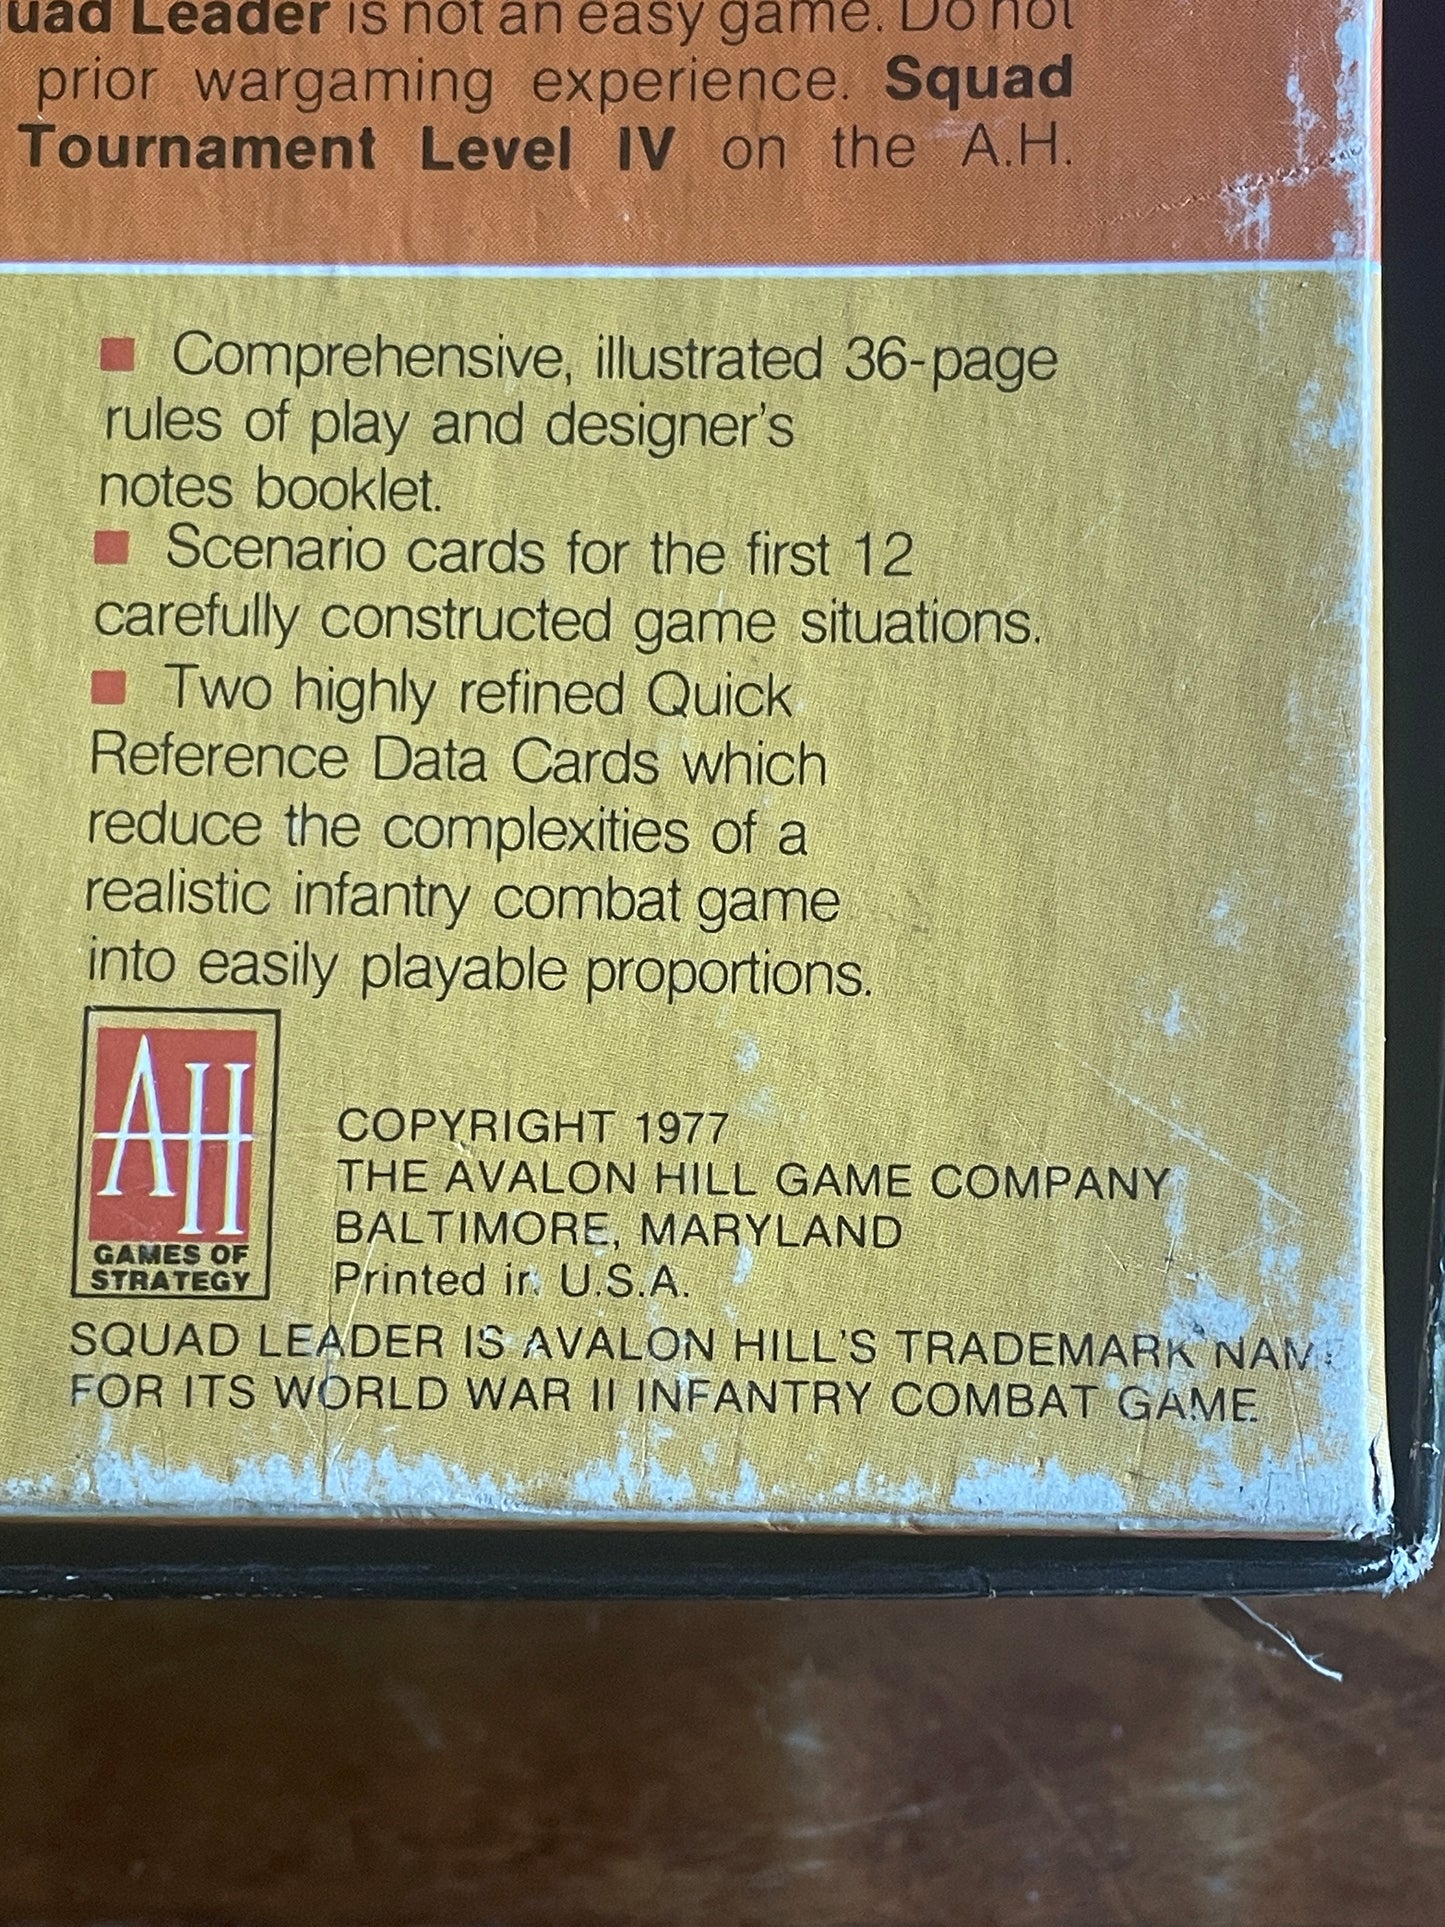 uad Leader is not an easy game. Do not
prior wargaming experience. Squad
Tournament Level IV on the A.H.
■ Comprehensive, illustrated 36-page
rules of play and designer's
notes booklet.
■ Scenario cards for the first 12
carefully constructed game situations.
■ Two highly refined Quick
Reference Data Cards which
reduce the complexities of a
realistic infantry combat game
into easily playable proportions.
AH
GAMES OF
STRATEGY
COPYRIGHT 1977
THE AVALON HILL GAME COMPANY
BALTIMORE, MARYLAND
Printed in U.S.A.
SQUAD LEADER IS AVALON HILL'S TRADEMARK NAME
FOR ITS WORLD WAR II INFANTRY COMBAT GAME